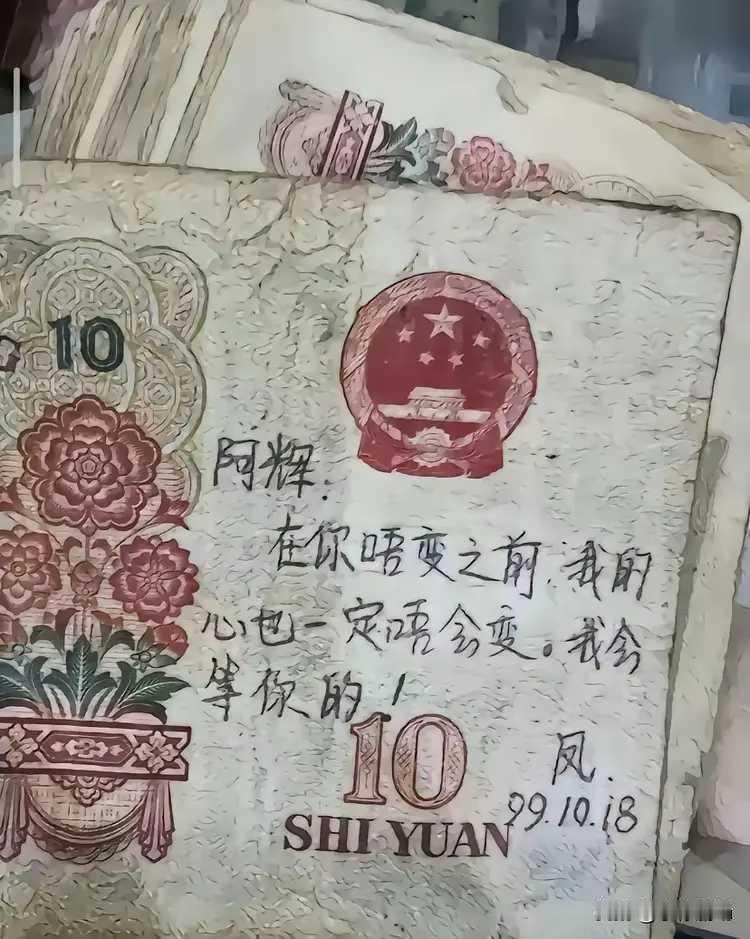 10
阿辉.
在你唔变之前,我的
心也一定唔会变。我会
等你的!
10
凤.
99.10.18
SHI YUAN